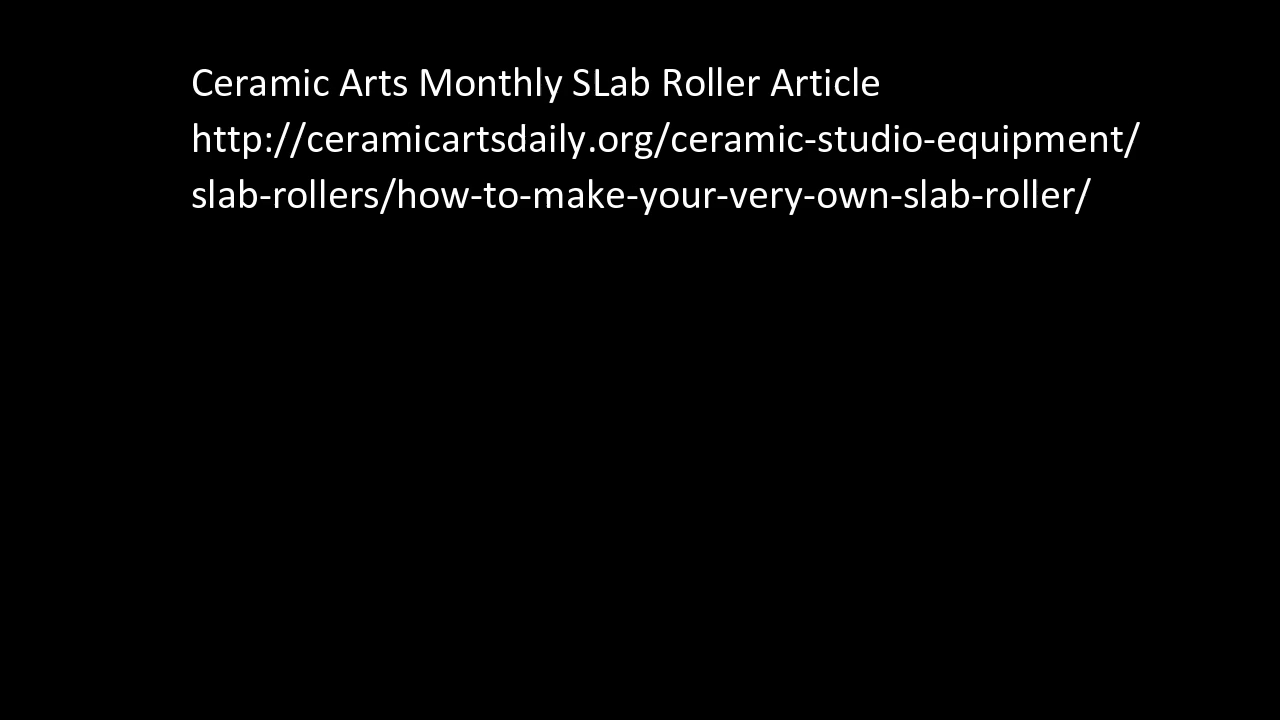 Ceramic Arts Monthly SLab Roller Article
http://ceramicartsdaily.org/ceramic-studio-equipment/
slab-rollers/how-to-make-your-very-own-slab-roller/